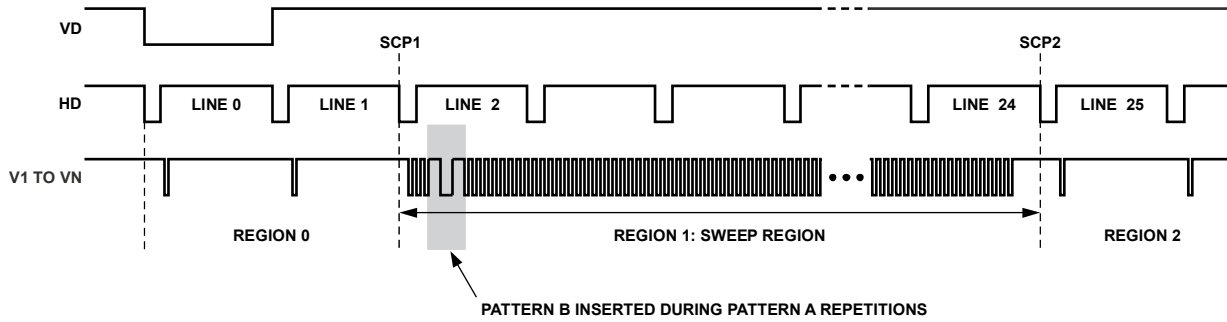 VD
SCP1
SCP2
HD
LINE 0
LINE 1
LINE 2
LINE 24
LINE 25
V1 TO VN
REGION 0
REGION 1: SWEEP REGION
REGION 2
PATTERN B INSERTED DURING PATTERN A REPETITIONS